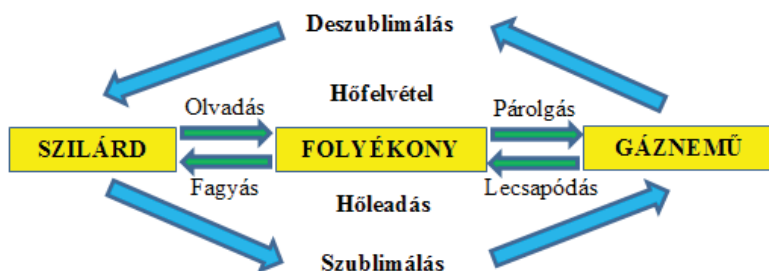 Deszublimálás
Olvadás
Hőfelvétel
Párolgás
SZILÁRD
FOLYÉKONY
GÁZNEMŰ
Fagyás
Hőleadás
Lecsapódás
Szublimálás